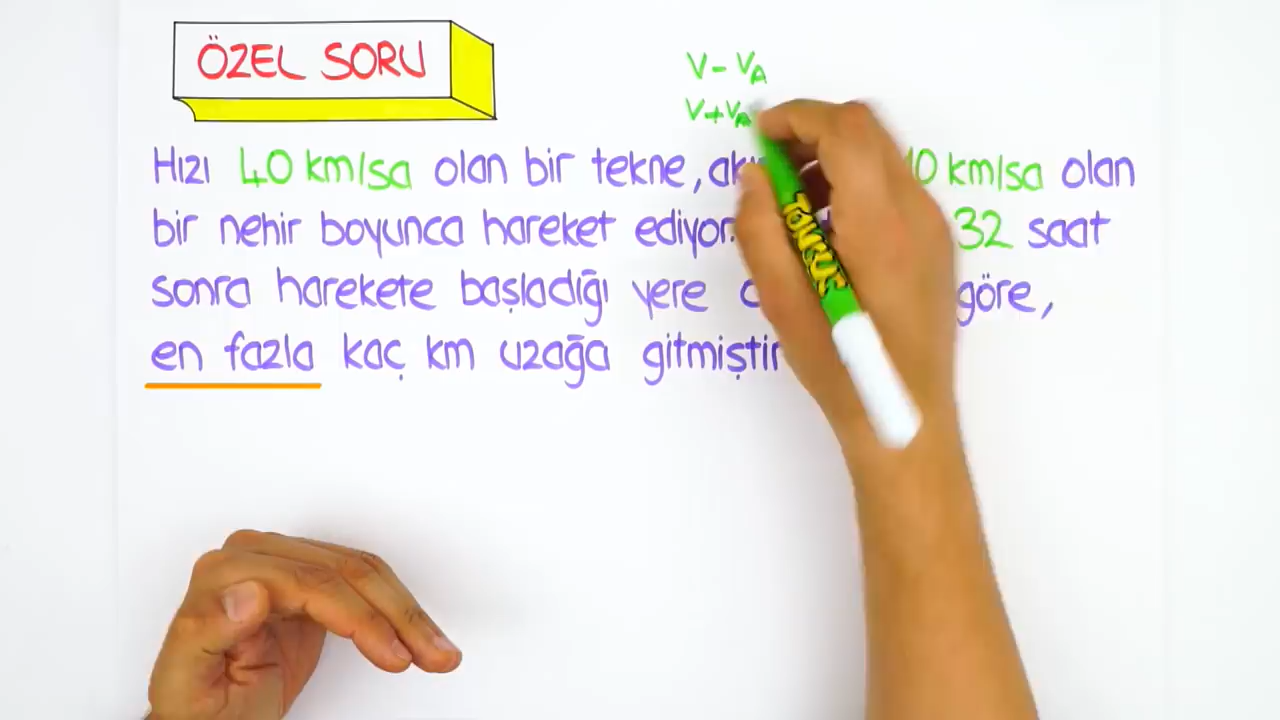 ÖZEL SORU
V - VA
V + VA
Hızı 40 km/sa olan bir tekne, 10 km/sa olan
bir nehir boyunca hareket ediyor. 32 saat
sonra harekete başladığı yere göre,
en fazla kaç km uzağa gitmiştir
TOMBUL